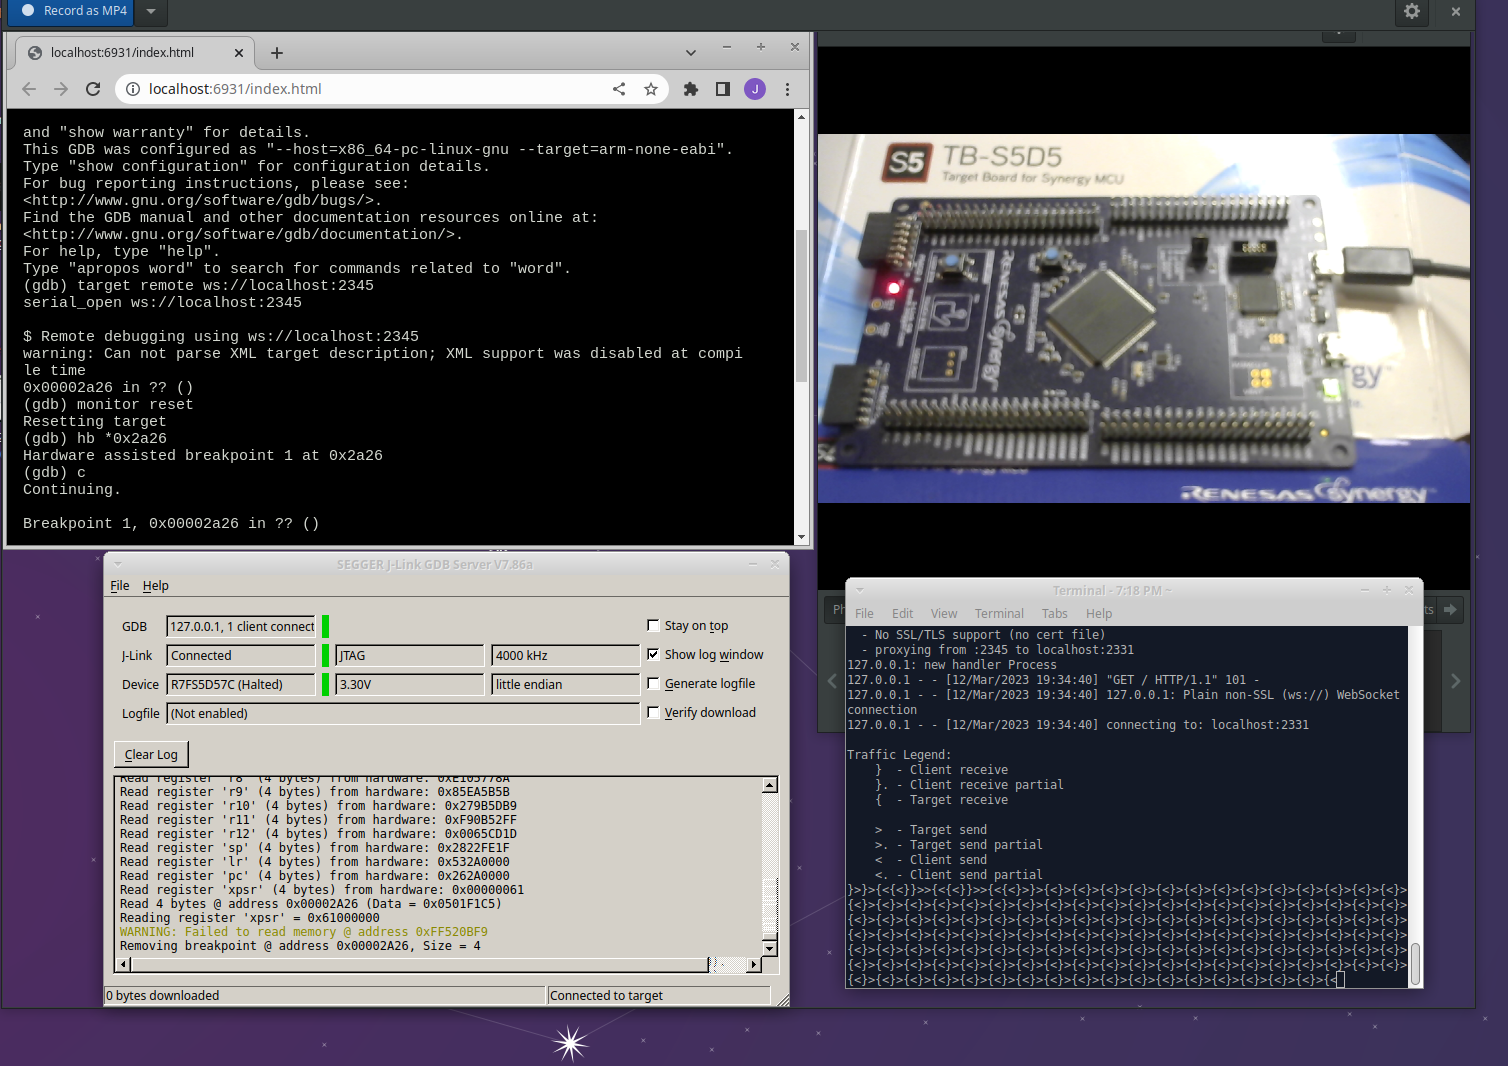 Record as MP4
localhost:6931/index.html
localhost:6931/index.html
J
and "show warranty" for details.
This GDB was configured as "--host=x86_64-pc-linux-gnu --target=arm-none-eabi".
Type "show configuration" for configuration details.
For bug reporting instructions, please see:
<http://www.gnu.org/software/gdb/bugs/>.
Find the GDB manual and other documentation resources online at:
<http://www.gnu.org/software/gdb/documentation/>.
For help, type "help".
Type "apropos word" to search for commands related to "word".
(gdb) target remote ws://localhost:2345
serial_open ws://localhost:2345
$ Remote debugging using ws://localhost:2345
warning: Can not parse XML target description; XML support was disabled at compi
le time
0x00002a26 in ?? ()
(gdb) monitor reset
Resetting target
(gdb) hb *0x2a26
Hardware assisted breakpoint 1 at 0x2a26
(gdb) c
Continuing.
Breakpoint 1, 0x00002a26 in ?? ()
S5 TB-S5D5
Target Board for Synergy MCU
RENESAS Synergy
RENESAS Synergy
SEGGER J-Link GDB Server V7.86a
File Help
GDB 127.0.0.1, 1 client connect Stay on top
J-Link Connected JTAG 4000 kHz Show log window
Device R7FS5D57C (Halted) 3.30V little endian Generate logfile
Logfile (Not enabled) Verify download
Clear Log
Read register 'r8' (4 bytes) from hardware: 0xE105778A
Read register 'r9' (4 bytes) from hardware: 0x85EA5B5B
Read register 'r10' (4 bytes) from hardware: 0x279B5DB9
Read register 'r11' (4 bytes) from hardware: 0xF90B52FF
Read register 'r12' (4 bytes) from hardware: 0x0065CD1D
Read register 'sp' (4 bytes) from hardware: 0x2822FE1F
Read register 'lr' (4 bytes) from hardware: 0x532A0000
Read register 'pc' (4 bytes) from hardware: 0x262A0000
Read register 'xpsr' (4 bytes) from hardware: 0x00000061
Read 4 bytes @ address 0x00002A26 (Data = 0x0501F1C5)
Reading register 'xpsr' = 0x61000000
WARNING: Failed to read memory @ address 0xFF520BF9
Removing breakpoint @ address 0x00002A26, Size = 4
0 bytes downloaded Connected to target
Ph
ts
Terminal - 7:18 PM ~
File Edit View Terminal Tabs Help
- No SSL/TLS support (no cert file)
- proxying from :2345 to localhost:2331
127.0.0.1: new handler Process
127.0.0.1 - - [12/Mar/2023 19:34:40] "GET / HTTP/1.1" 101 -
127.0.0.1 - - [12/Mar/2023 19:34:40] 127.0.0.1: Plain non-SSL (ws://) WebSocket
connection
127.0.0.1 - - [12/Mar/2023 19:34:40] connecting to: localhost:2331
Traffic Legend:
} - Client receive
}. - Client receive partial
{ - Target receive
> - Target send
>. - Target send partial
< - Client send
<. - Client send partial